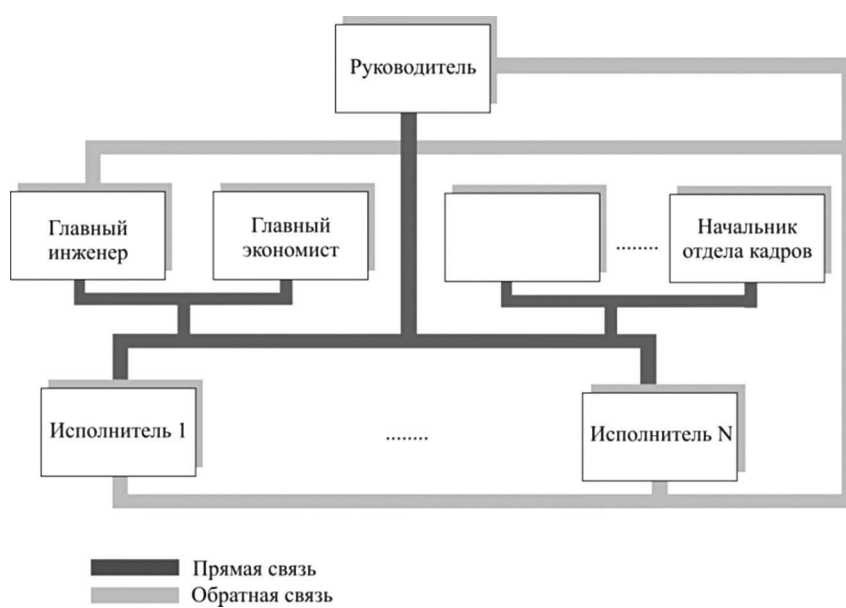 Руководитель
Главный
инженер
Главный
экономист
........
Начальник
отдела кадров
Исполнитель 1
........
Исполнитель N
Прямая связь
Обратная связь